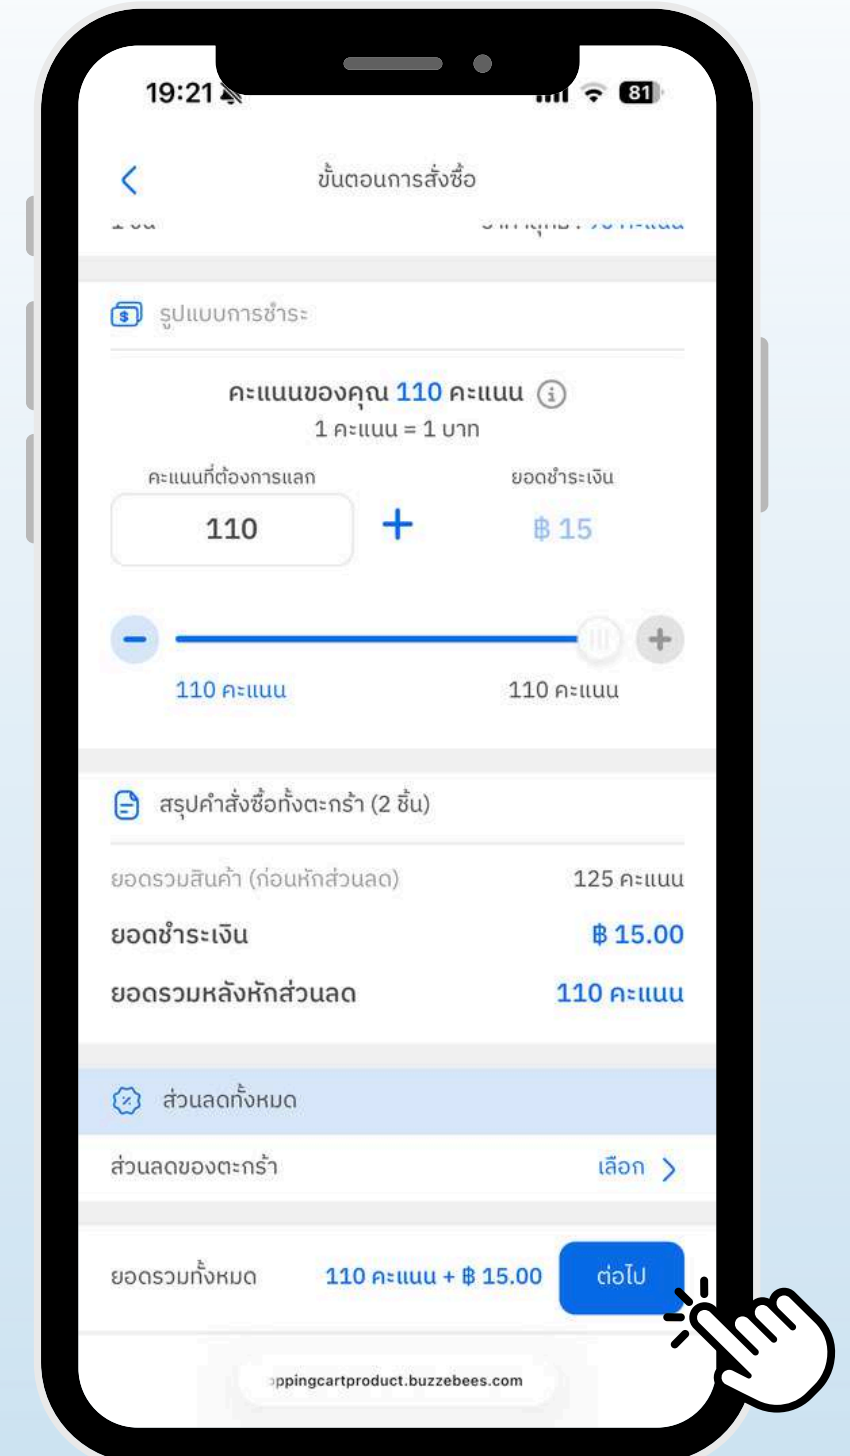 19:21
81
ขั้นตอนการสั่งซื้อ
รูปแบบการชำระ
คะแนนของคุณ 110 คะแนน
1 คะแนน = 1 บาท
คะแนนที่ต้องการแลก ยอดชำระเงิน
110 + ฿ 15
110 คะแนน 110 คะแนน
สรุปคำสั่งซื้อทั้งตะกร้า (2 ชิ้น)
ยอดรวมสินค้า (ก่อนหักส่วนลด) 125 คะแนน
ยอดชำระเงิน ฿ 15.00
ยอดรวมหลังหักส่วนลด 110 คะแนน
ส่วนลดทั้งหมด
ส่วนลดของตะกร้า เลือก
ยอดรวมทั้งหมด 110 คะแนน + ฿ 15.00 ต่อไป
ppingcartproduct.buzzebees.com